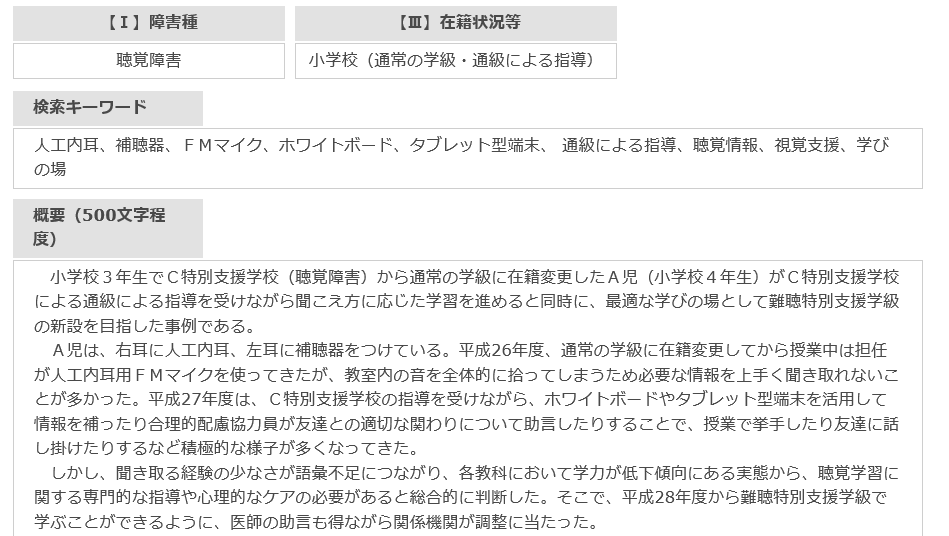 【Ⅰ】障害種
【Ⅲ】在籍状況等
聴覚障害
小学校（通常の学級・通級による指導）
検索キーワード
人工内耳、補聴器、ＦＭマイク、ホワイトボード、タブレット型端末、 通級による指導、聴覚情報、視覚支援、学び
の場
概要（500文字程
度）
　小学校３年生でＣ特別支援学校（聴覚障害）から通常の学級に在籍変更したＡ児（小学校４年生）がＣ特別支援学校
による通級による指導を受けながら聞こえ方に応じた学習を進めると同時に、最適な学びの場として難聴特別支援学級
の新設を目指した事例である。
　Ａ児は、右耳に人工内耳、左耳に補聴器をつけている。平成26年度、通常の学級に在籍変更してから授業中は担任
が人工内耳用ＦＭマイクを使ってきたが、教室内の音を全体的に拾ってしまうため必要な情報を上手く聞き取れないこ
とが多かった。平成27年度は、Ｃ特別支援学校の指導を受けながら、ホワイトボードやタブレット型端末を活用して
情報を補ったり合理的配慮協力員が友達との適切な関わりについて助言したりすることで、授業で挙手したり友達に話
し掛けたりするなど積極的な様子が多くなってきた。
　しかし、聞き取る経験の少なさが語彙不足につながり、各教科において学力が低下傾向にある実態から、聴覚学習に
関する専門的な指導や心理的なケアの必要があると総合的に判断した。そこで、平成28年度から難聴特別支援学級で
学ぶことができるように、医師の助言も得ながら関係機関が調整に当たった。